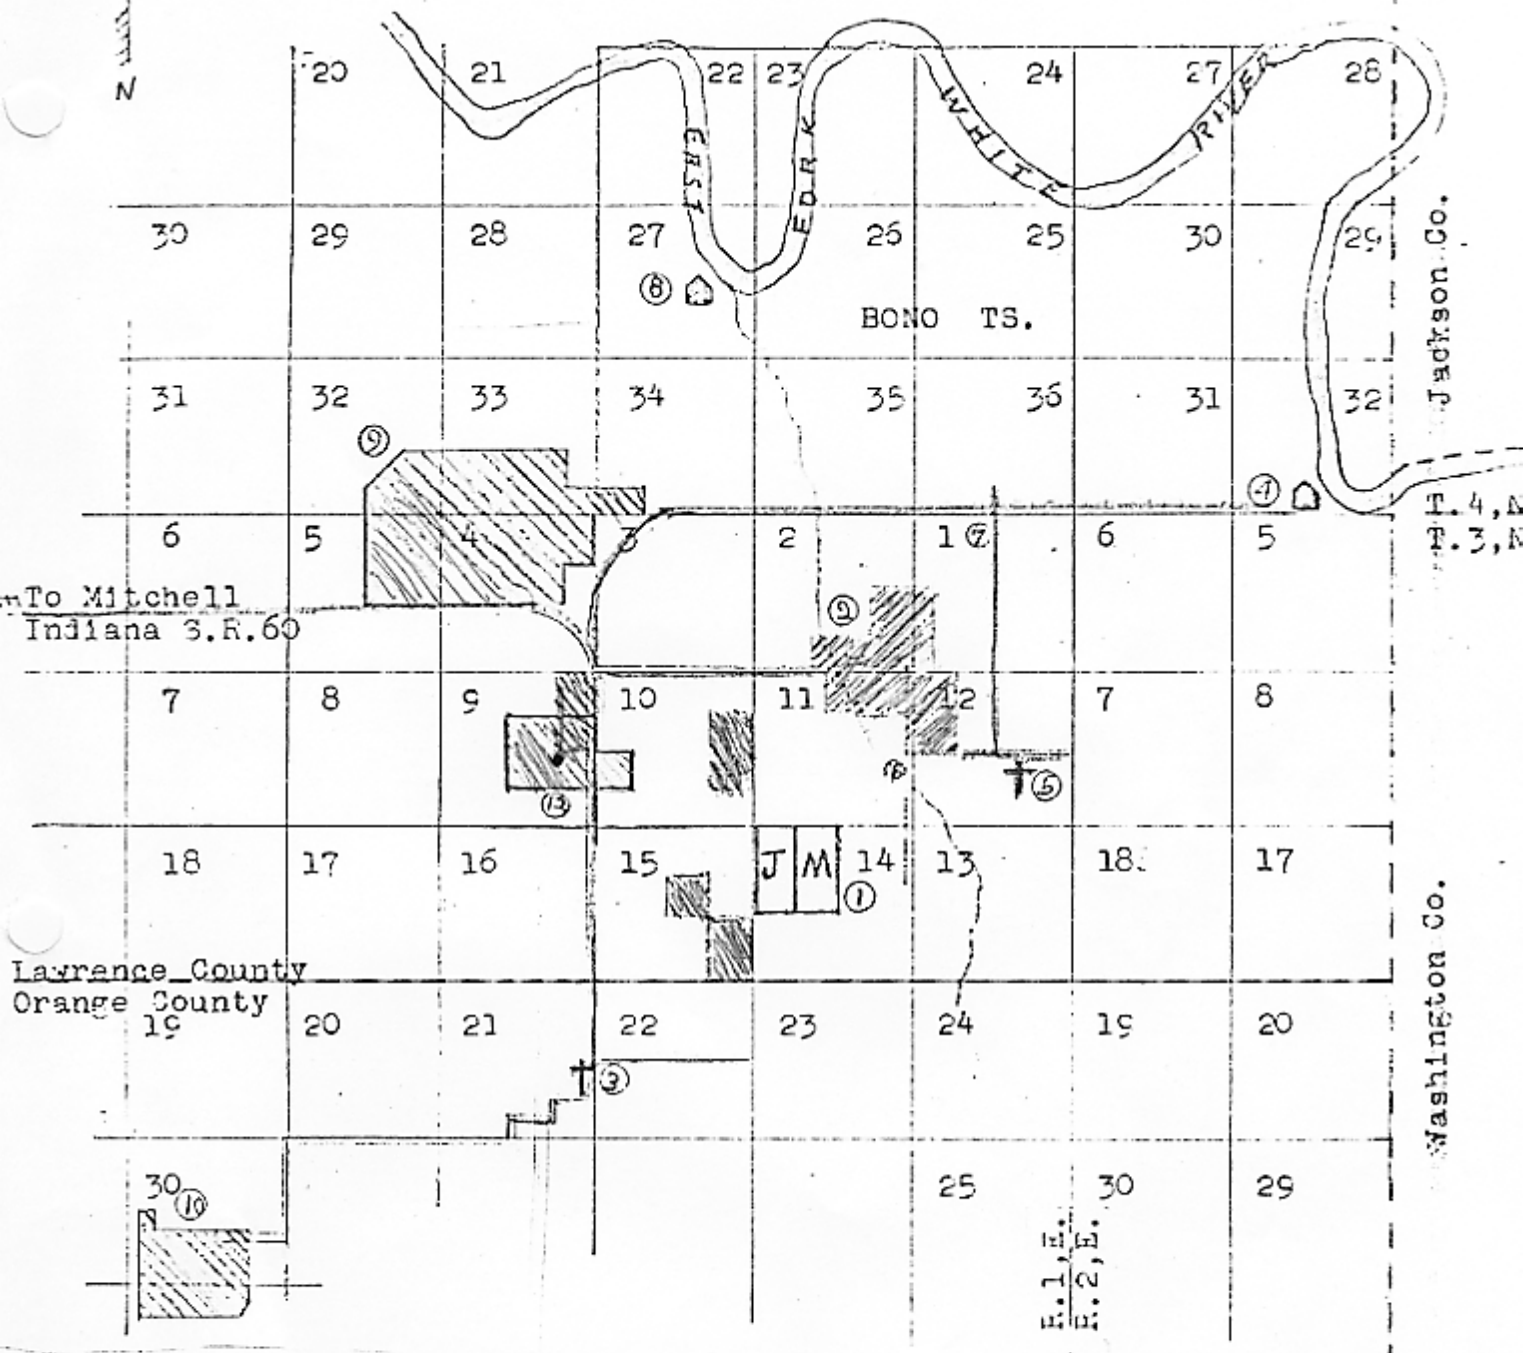 N
20 21 22 23 24 27 28
EAST FORK WHITE RIVER
30 29 28 27 26 25 30 29
8
BONO TS.
Jackson Co.
31 32 33 34 35 36 31 32
9
4
T.4,N
T.3,N
6 5 4 3 2 1 7 6 5
To Mitchell
Indiana S.R.60
2
7 8 9 10 11 12 7 8
13
6
5
18 17 16 15 J M 14 13 18. 17
1
Lawrence County
Orange County
Washington Co.
19 20 21 22 23 24 19 20
3
30 10 25 30 29
R.1,E.
R.2,E.